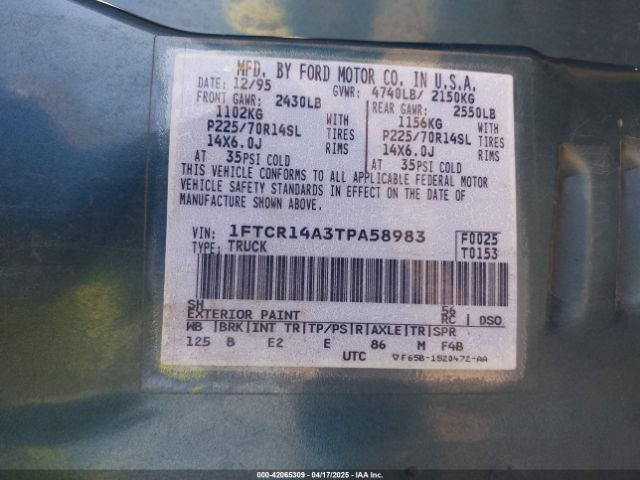 MFD. BY FORD MOTOR CO. IN U.S.A.
DATE: 12/95 GVWR: 4740LB/ 2150KG
FRONT GAWR: 2430LB REAR GAWR: 2550LB
1102KG WITH 1156KG WITH
P225/70R14SL TIRES P225/70R14SL TIRES
14X6.0J RIMS 14X6.0J RIMS
AT 35PSI COLD AT 35PSI COLD
THIS VEHICLE CONFORMS TO ALL APPLICABLE FEDERAL MOTOR
VEHICLE SAFETY STANDARDS IN EFFECT ON THE DATE OF
MANUFACTURE SHOWN ABOVE.
VIN: 1FTCR14A3TPA58983 F0025
TYPE: TRUCK T0153
SH 56
EXTERIOR PAINT RC | DSO
WB |BRK|INT TR|TP/PS|R|AXLE|TR|SPR
125 B E2 E 86 M F4B
UTC ▽F65B-1520472-AA
000-42065309 - 04/17/2025 - IAA Inc.